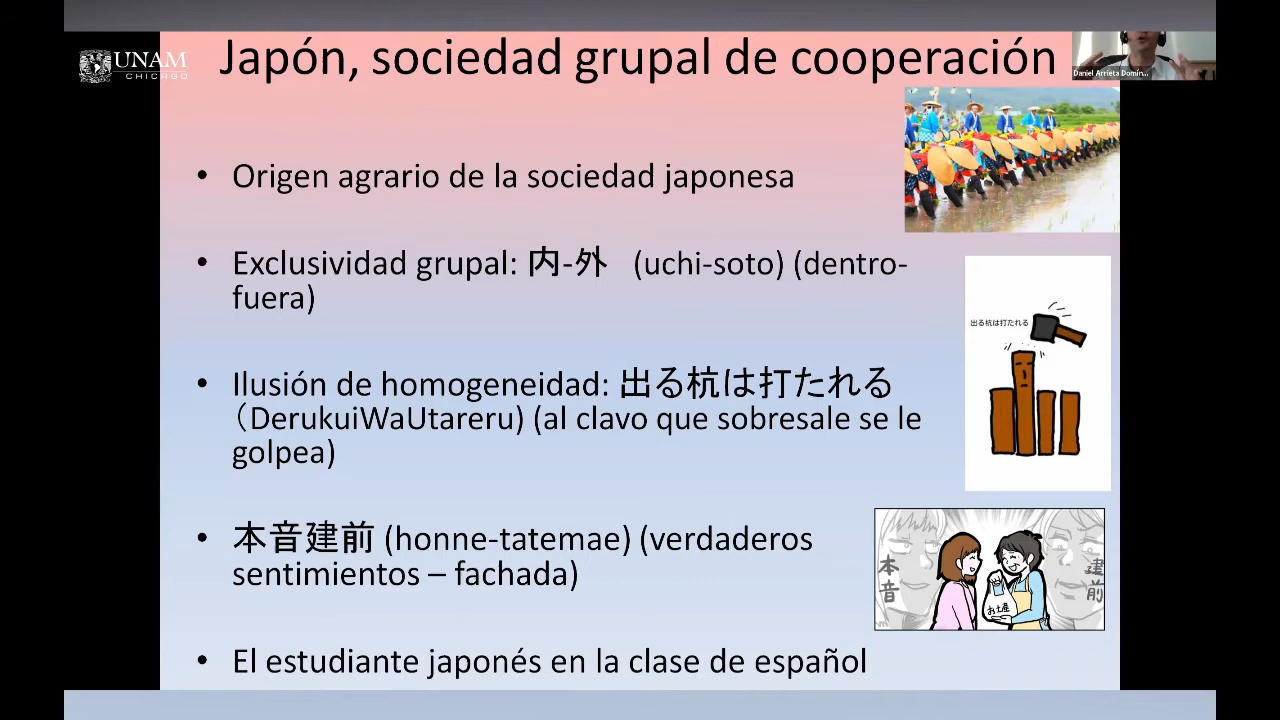 UNAM
CHICAGO
Japón, sociedad grupal de cooperación
Daniel Arrieta Domín...
• Origen agrario de la sociedad japonesa
• Exclusividad grupal: 内-外 (uchi-soto) (dentro-
fuera)
出る杭は打たれる
• Ilusión de homogeneidad: 出る杭は打たれる
(DerukuiWaUtareru) (al clavo que sobresale se le
golpea)
• 本音建前 (honne-tatemae) (verdaderos
sentimientos – fachada)
本音
建前
お土産
• El estudiante japonés en la clase de español